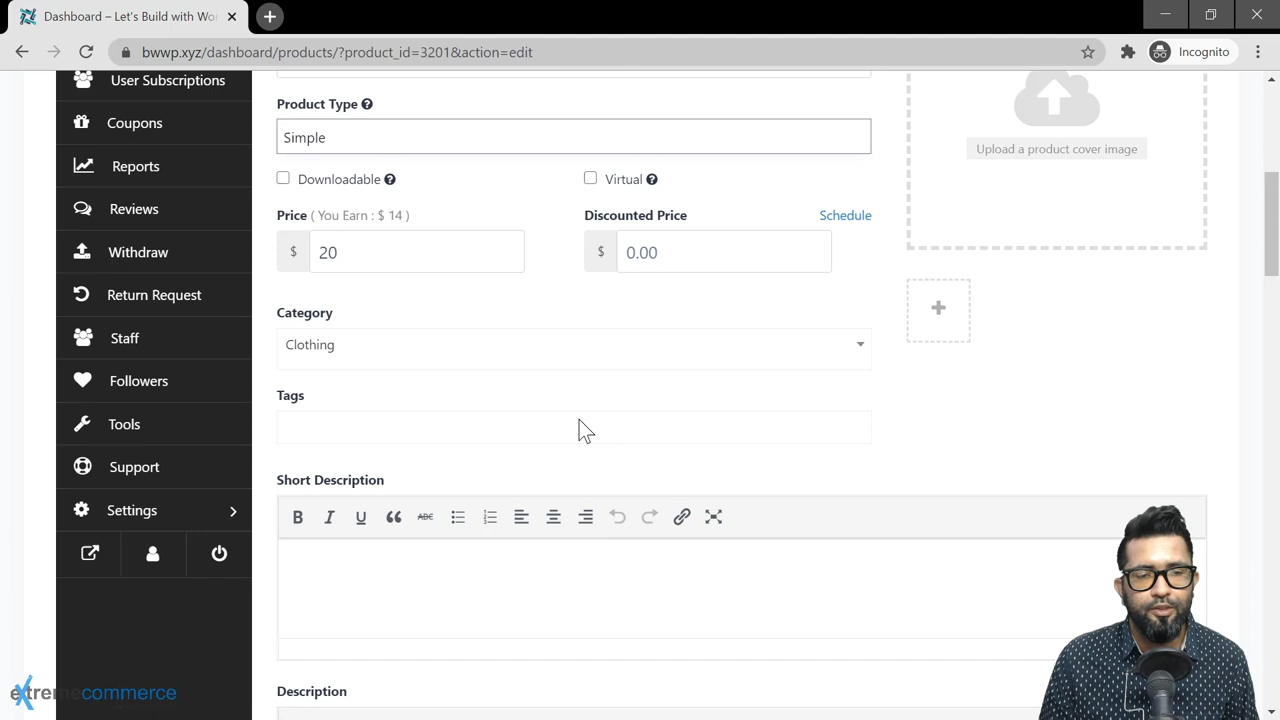 Dashboard – Let's Build with Wo
Incognito
bwwp.xyz/dashboard/products/?product_id=3201&action=edit
User Subscriptions
Coupons
Reports
Reviews
Withdraw
Return Request
Staff
Followers
Tools
Support
Settings
Product Type
Simple
Downloadable
Virtual
Price ( You Earn : $ 14 )
Discounted Price
Schedule
$ 20
$ 0.00
Category
Clothing
Tags
Short Description
B I U ABC
Description
Upload a product cover image
extremecommerce